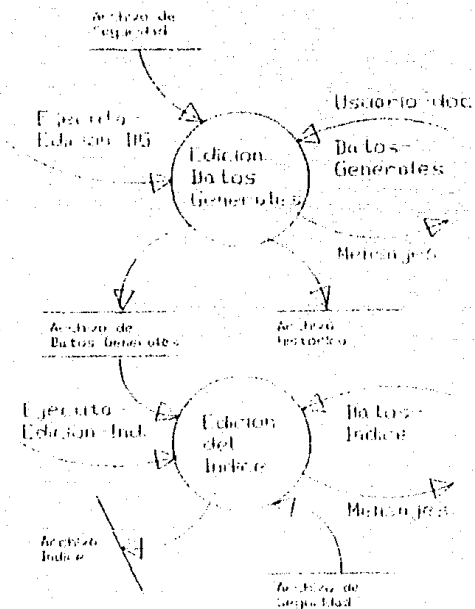 Archivo de
Seguridad
Ejecuta-
Edicion-DG
Edicion
Datos
Generales
Usuario-doc
Datos-
Generales
Mensajes
Archivo de
Datos Generales
Archivo
Historico
Ejecuta-
Edicion-Ind.
Edicion
del
Indice
Datos-
Indice
Mensajes
Archivo
Indice
Archivo de
Seguridad